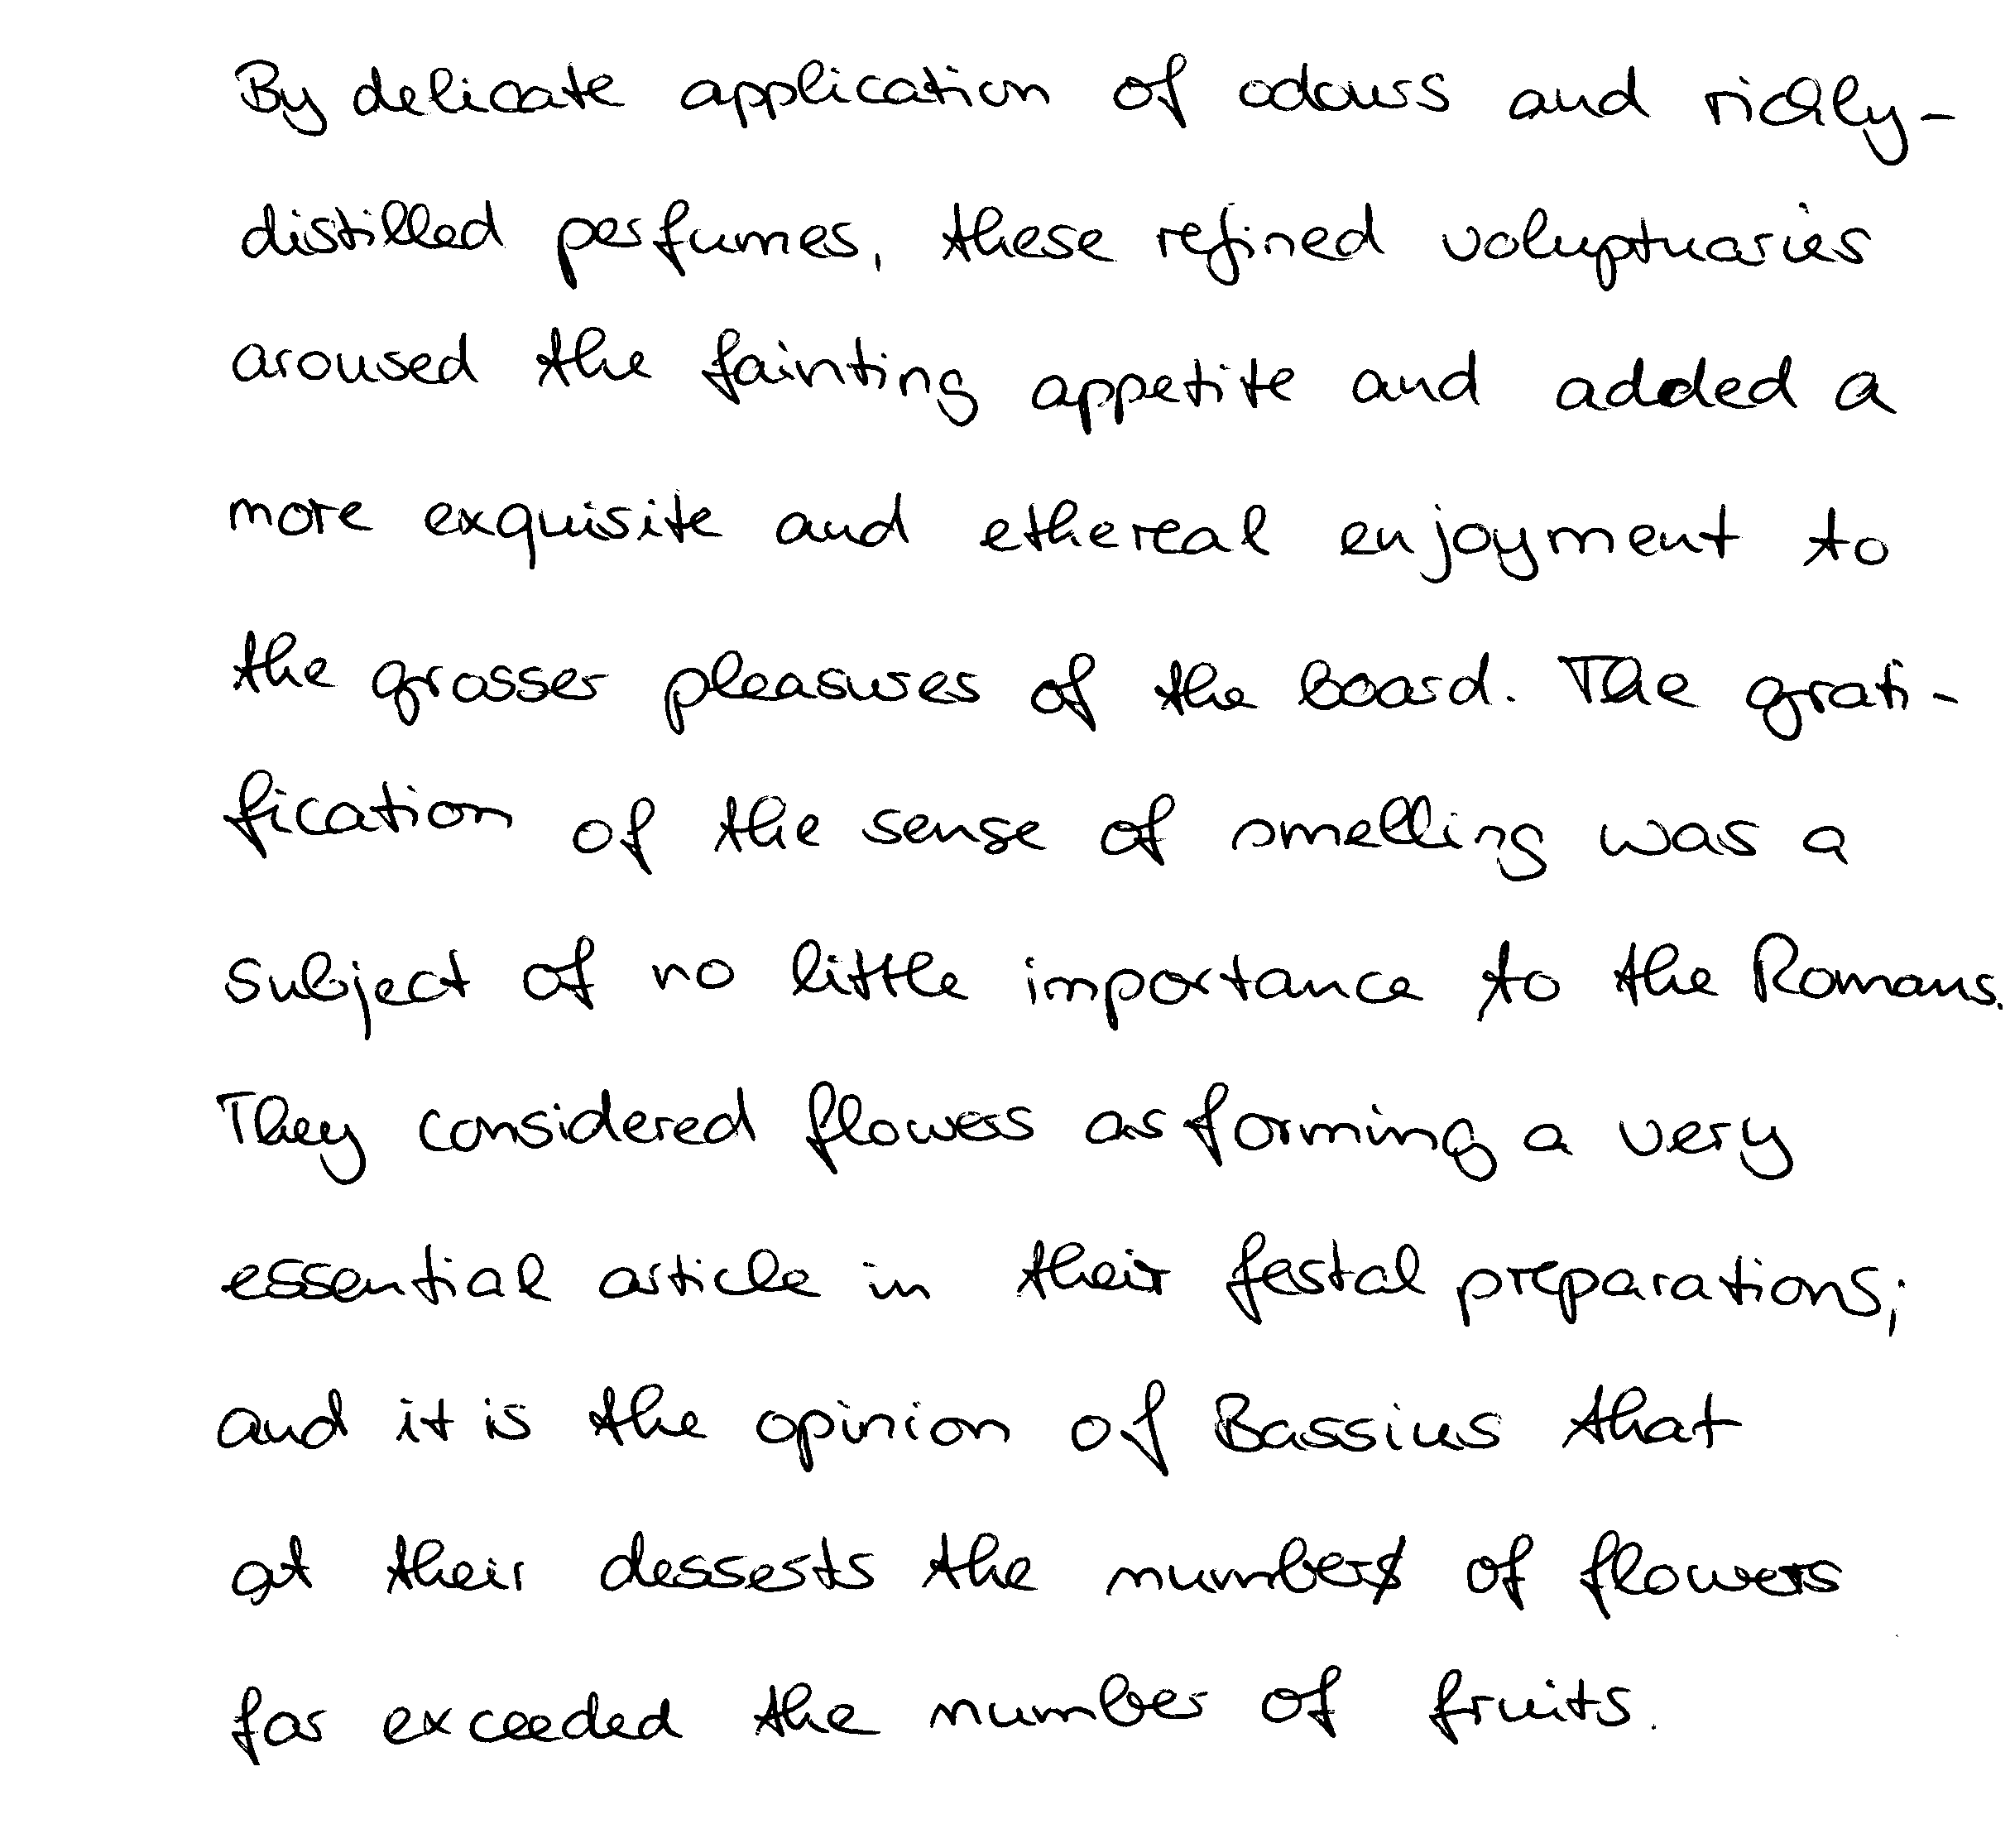 By delicate application of odours and richly-
distilled perfumes, these refined voluptuaries
aroused the fainting appetite and added a
more exquisite and ethereal enjoyment to
the grosser pleasures of the board. The grati-
fication of the sense of smelling was a
subject of no little importance to the Romans.
They considered flowers as forming a very
essential article in their festal preparations;
and it is the opinion of Bassius that
at their desserts the number of flowers
far exceeded the number of fruits.